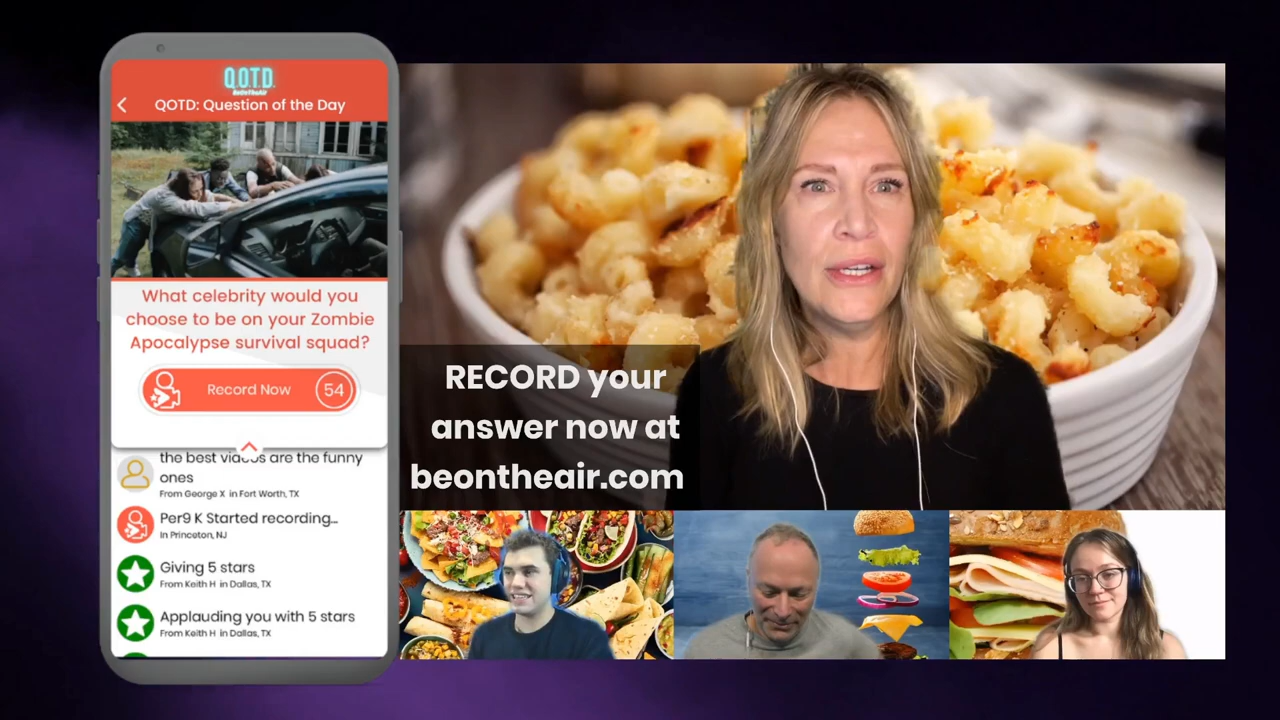 QOTD
BeOnTheAir
QOTD: Question of the Day
What celebrity would you
choose to be on your Zombie
Apocalypse survival squad?
Record Now 54
the best videos are the funny
ones
From George X in Fort Worth, TX
Per9 K Started recording...
In Princeton, NJ
Giving 5 stars
From Keith H in Dallas, TX
Applauding you with 5 stars
From Keith H in Dallas, TX
RECORD your
answer now at
beontheair.com